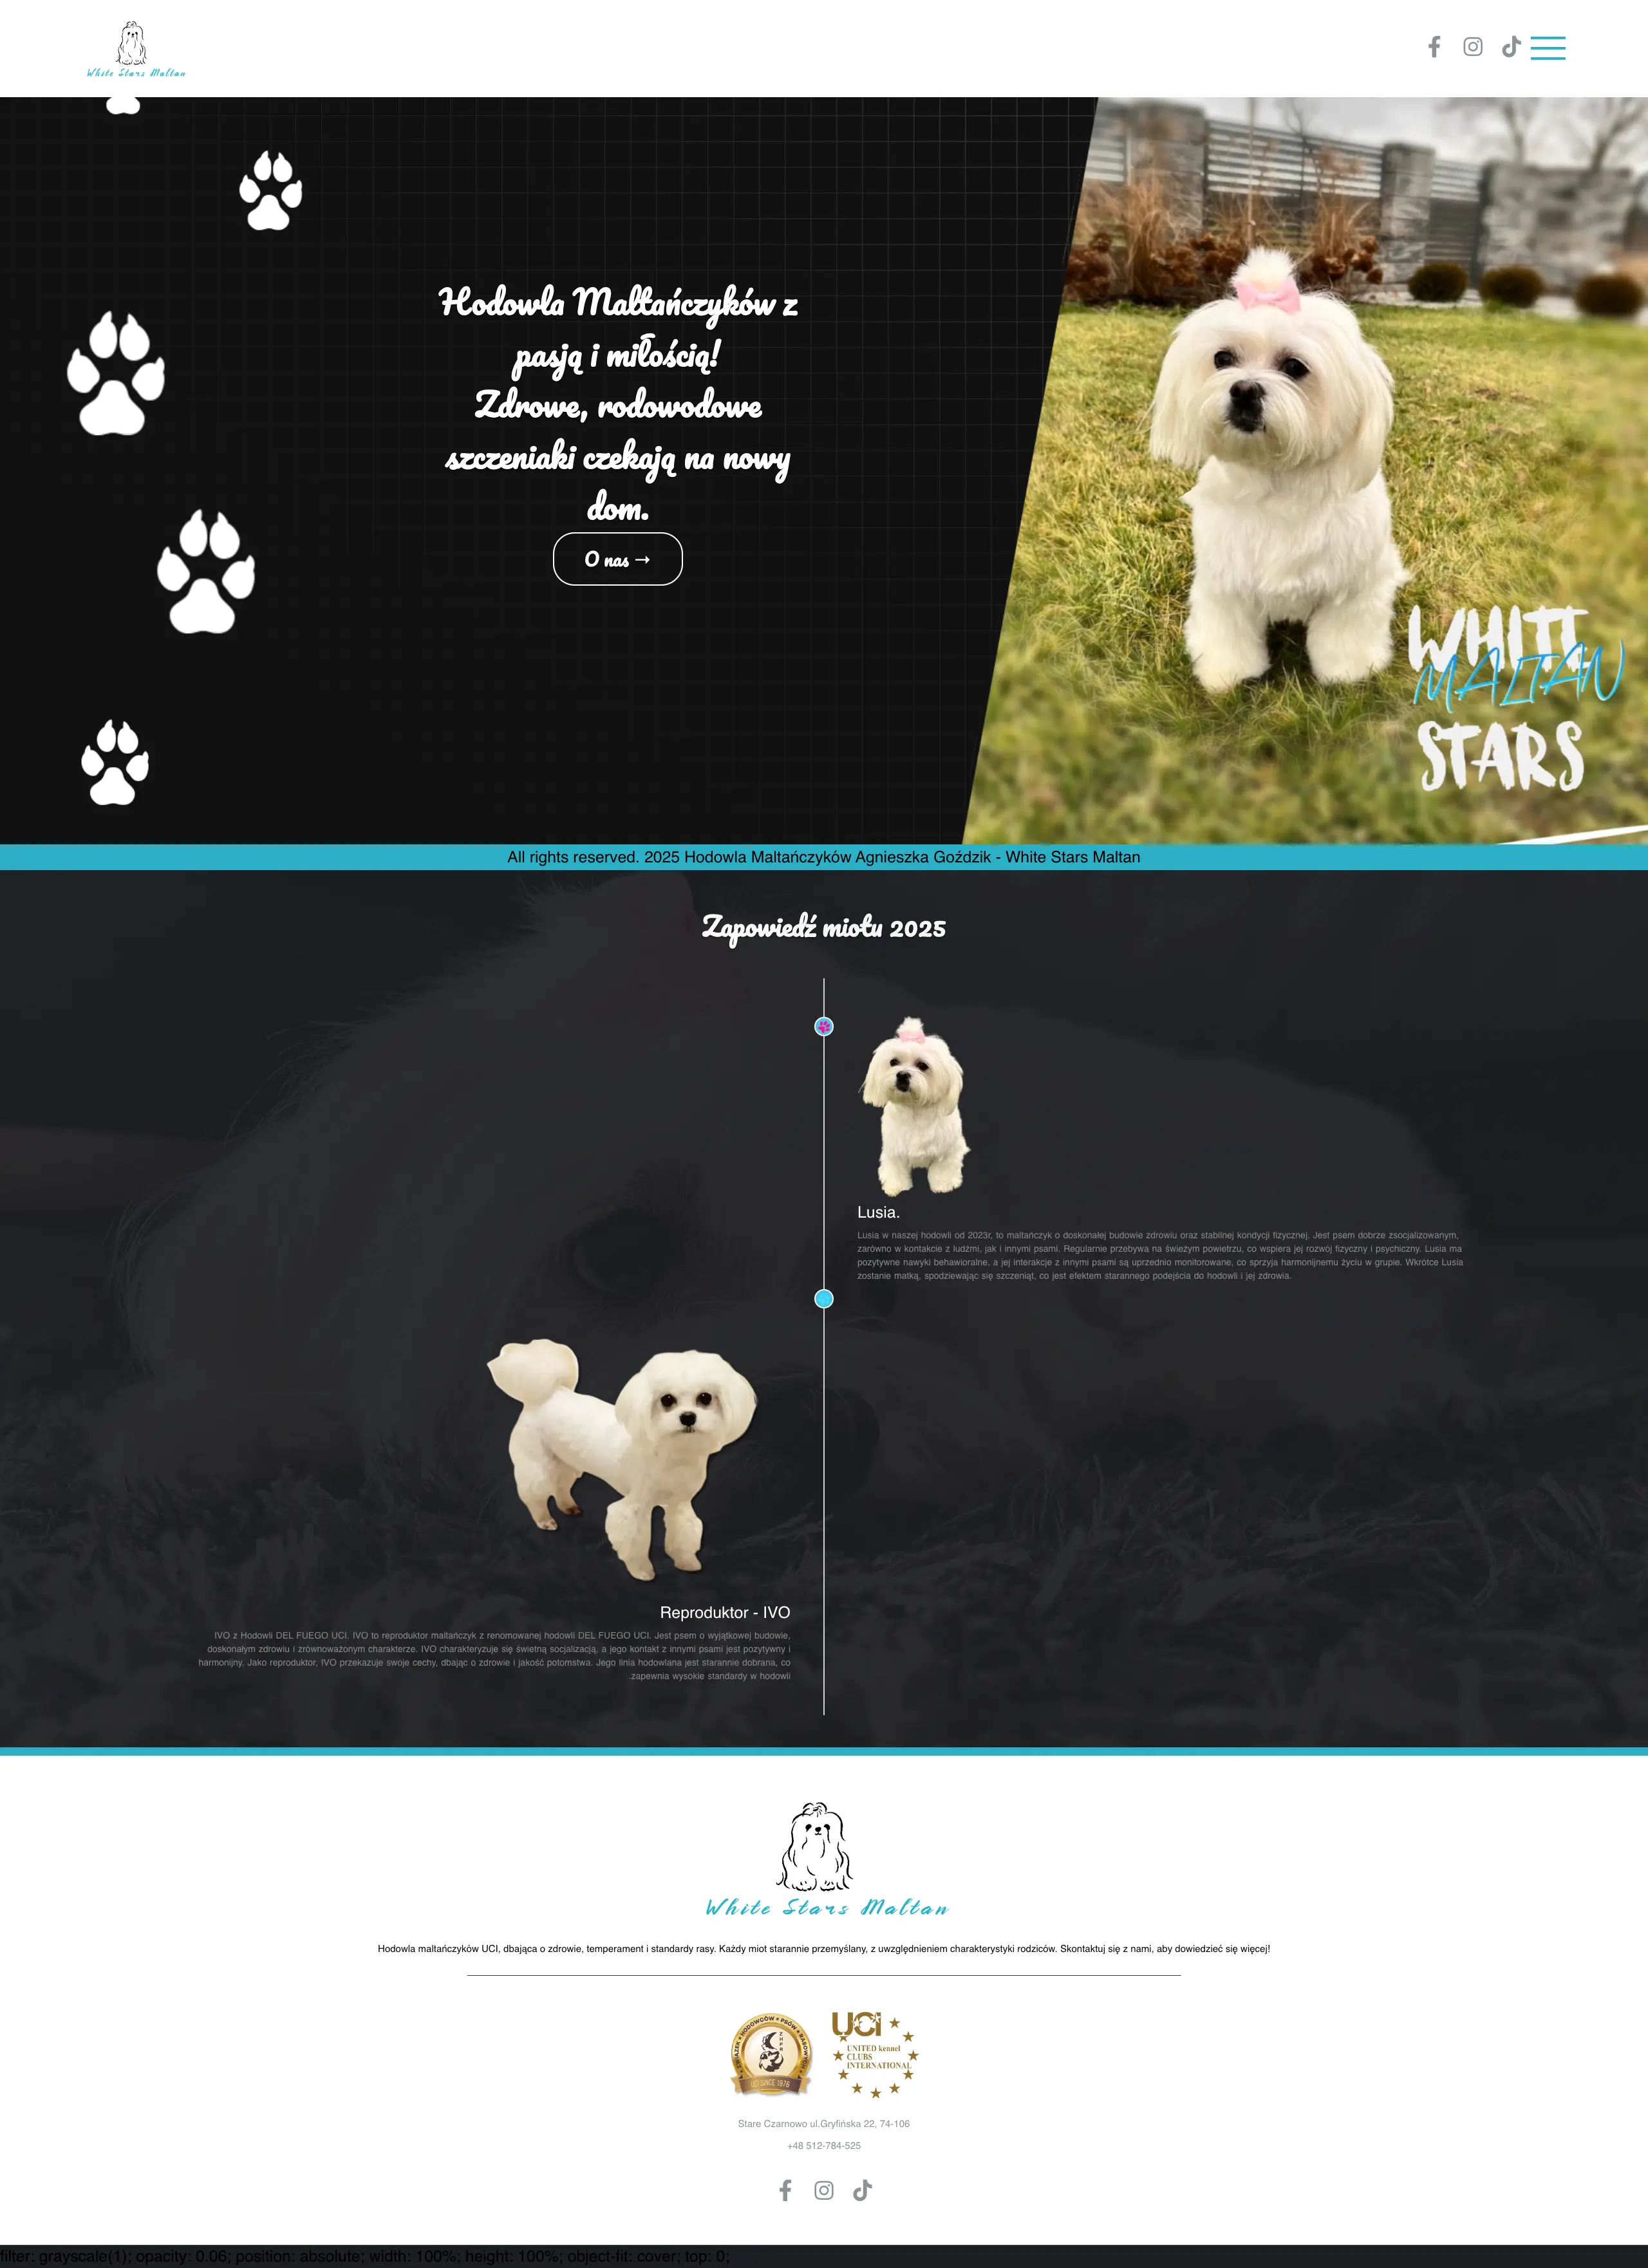 White Stars Maltan
Hodowla Maltańczyków z
pasją i miłością!
Zdrowe, rodowodowe
szczeniaki czekają na nowy
dom.
O nas →
WHITE
MALTAN
STARS
All rights reserved. 2025 Hodowla Maltańczyków Agnieszka Goździk - White Stars Maltan
Zapowiedź miotu 2025
Lusia.
Lusia w naszej hodowli od 2023r, to maltańczyk o doskonałej budowie zdrowiu oraz stabilnej kondycji fizycznej. Jest psem dobrze zsocjalizowanym,
zarówno w kontakcie z ludźmi, jak i innymi psami. Regularnie przebywa na świeżym powietrzu, co wspiera jej rozwój fizyczny i psychiczny. Lusia ma
pozytywne nawyki behawioralne, a jej interakcje z innymi psami są uprzednio monitorowane, co sprzyja harmonijnemu życiu w grupie. Wkrótce Lusia
zostanie matką, spodziewając się szczeniąt, co jest efektem starannego podejścia do hodowli i jej zdrowia.
Reproduktor - IVO
IVO z Hodowli DEL FUEGO UCI. IVO to reproduktor maltańczyk z renomowanej hodowli DEL FUEGO UCI. Jest psem o wyjątkowej budowie,
doskonałym zdrowiu i zrównoważonym charakterze. IVO charakteryzuje się świetną socjalizacją, a jego kontakt z innymi psami jest pozytywny i
harmonijny. Jako reproduktor, IVO przekazuje swoje cechy, dbając o zdrowie i jakość potomstwa. Jego linia hodowlana jest starannie dobrana, co
.zapewnia wysokie standardy w hodowli
White Stars Maltan
Hodowla maltańczyków UCI, dbająca o zdrowie, temperament i standardy rasy. Każdy miot starannie przemyślany, z uwzględnieniem charakterystyki rodziców. Skontaktuj się z nami, aby dowiedzieć się więcej!
ZWIĄZEK HODOWCÓW • PSÓW • RASOWYCH
ZHPR
UCI SINCE 1976
UCI
UNITED kennel
CLUBS
INTERNATIONAL
Stare Czarnowo ul.Gryfińska 22, 74-106
+48 512-784-525
filter: grayscale(1); opacity: 0.06; position: absolute; width: 100%; height: 100%; object-fit: cover; top: 0;